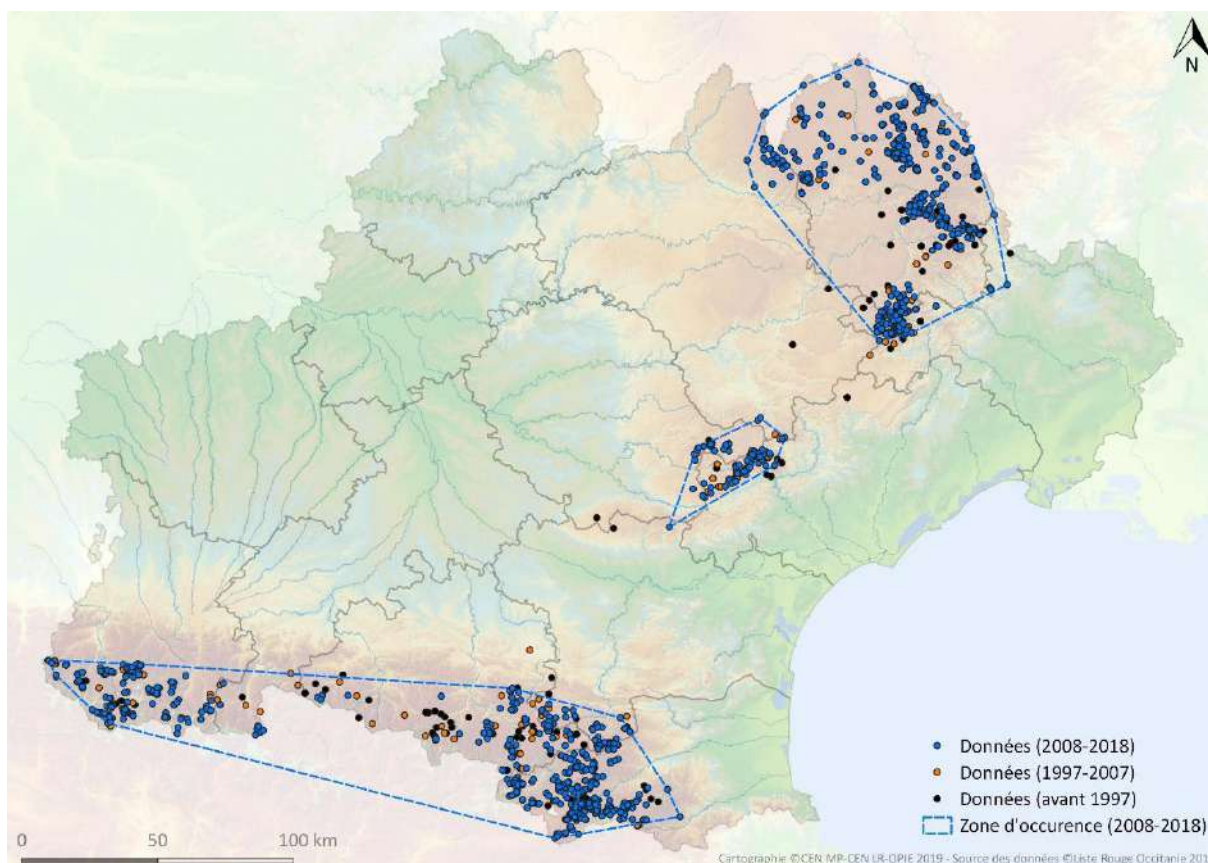 N
Données (2008-2018)
Données (1997-2007)
Données (avant 1997)
Zone d'occurence (2008-2018)
0 50 100 km
Cartographie ©CEN MP-CEN LR-OPIE 2019 - Source des données ©Liste Rouge Occitanie 201